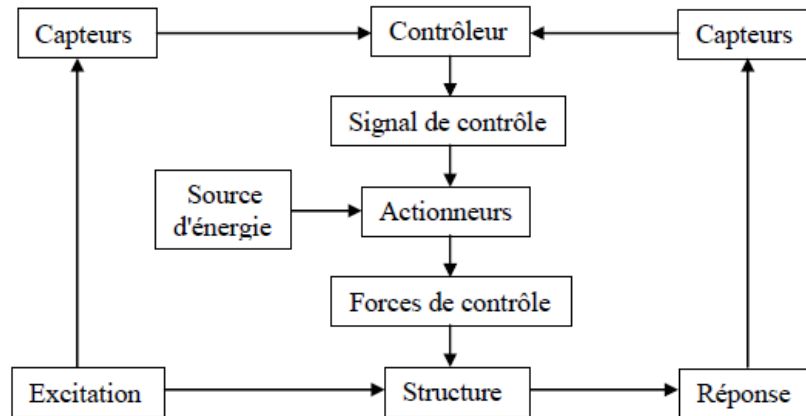 Capteurs
Contrôleur
Capteurs
Signal de contrôle
Source
d'énergie
Actionneurs
Forces de contrôle
Excitation
Structure
Réponse